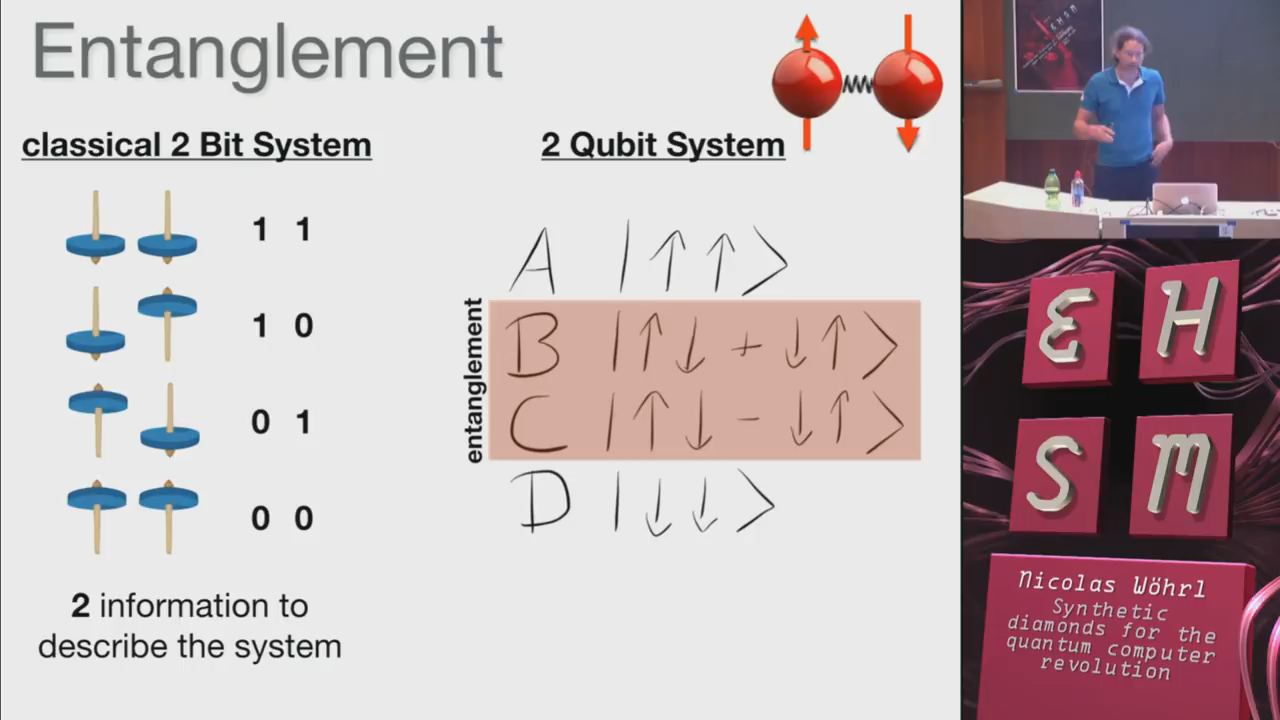 Entanglement
classical 2 Bit System
1 1
1 0
0 1
0 0
2 information to
describe the system
2 Qubit System
entanglement
A |↑↑>
B |↑↓ + ↓↑>
C |↑↓ - ↓↑>
D |↓↓>
E H
S M
Nicolas Wöhrl
Synthetic
diamonds for the
quantum computer
revolution